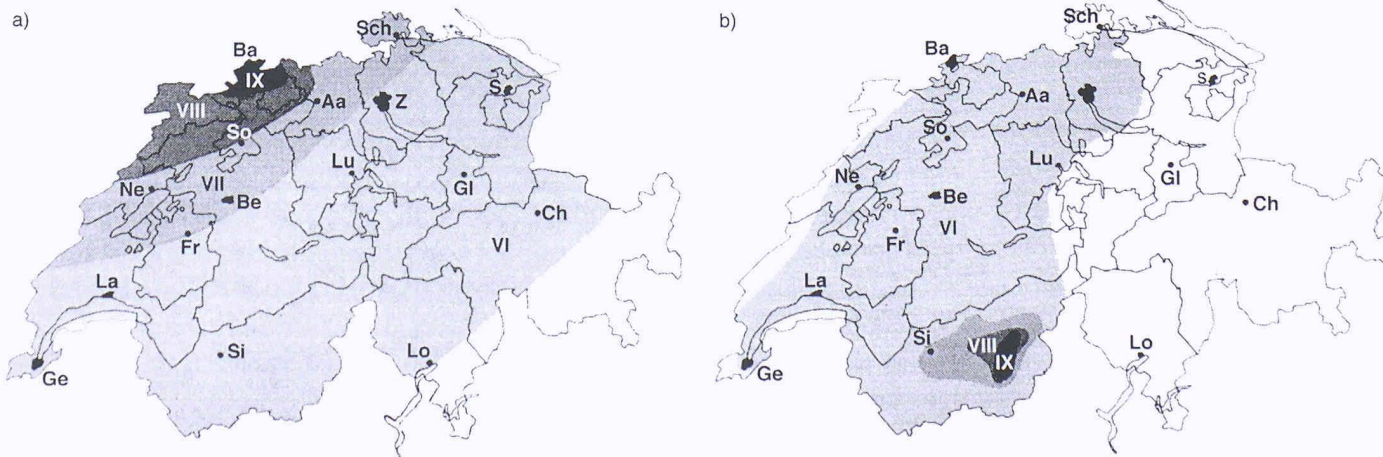 a)
Sch
Ba
IX
VIII
Aa
Z
S
So
Ne
VII
Lu
Gl
Be
Ch
Fr
VI
La
Si
Lo
Ge
b)
Sch
Ba
S
Aa
So
Lu
Gl
Ne
Be
Ch
Fr
VI
La
Si
VIII
IX
Lo
Ge